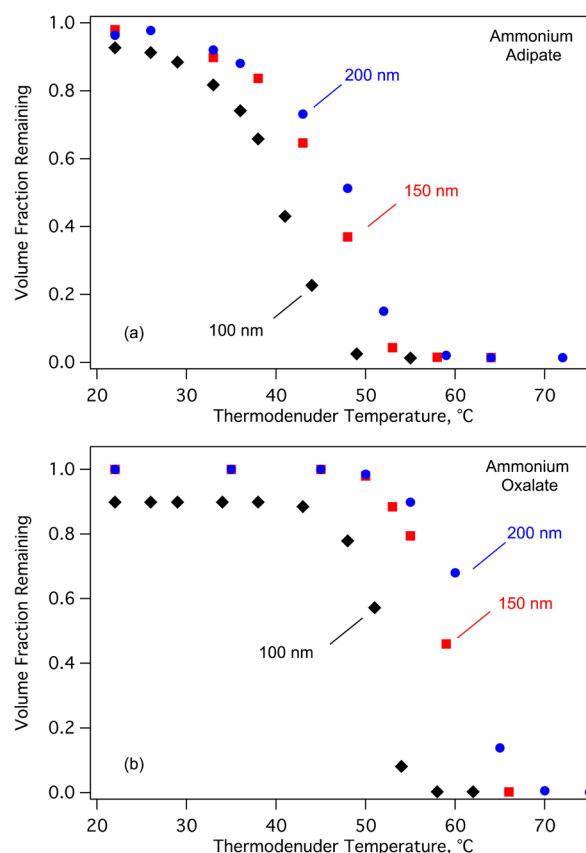 Ammonium
Adipate
200 nm
150 nm
100 nm
(a)
Volume Fraction Remaining
1.0
0.8
0.6
0.4
0.2
0.0
20
30
40
50
60
70
Thermodenuder Temperature, °C
Ammonium
Oxalate
200 nm
150 nm
100 nm
(b)
Volume Fraction Remaining
1.0
0.8
0.6
0.4
0.2
0.0
20
30
40
50
60
70
Thermodenuder Temperature, °C